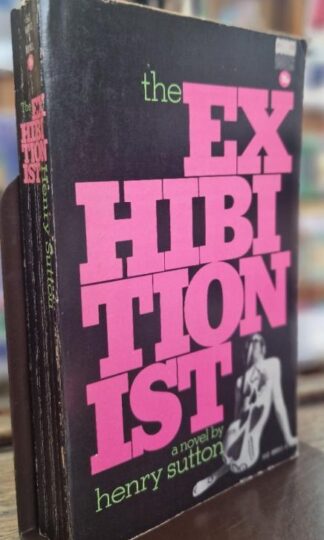 the
EX
HIBI
TION
IST
a novel by
henry sutton
The
EX
HIBI
TION
IST
Henry Sutton